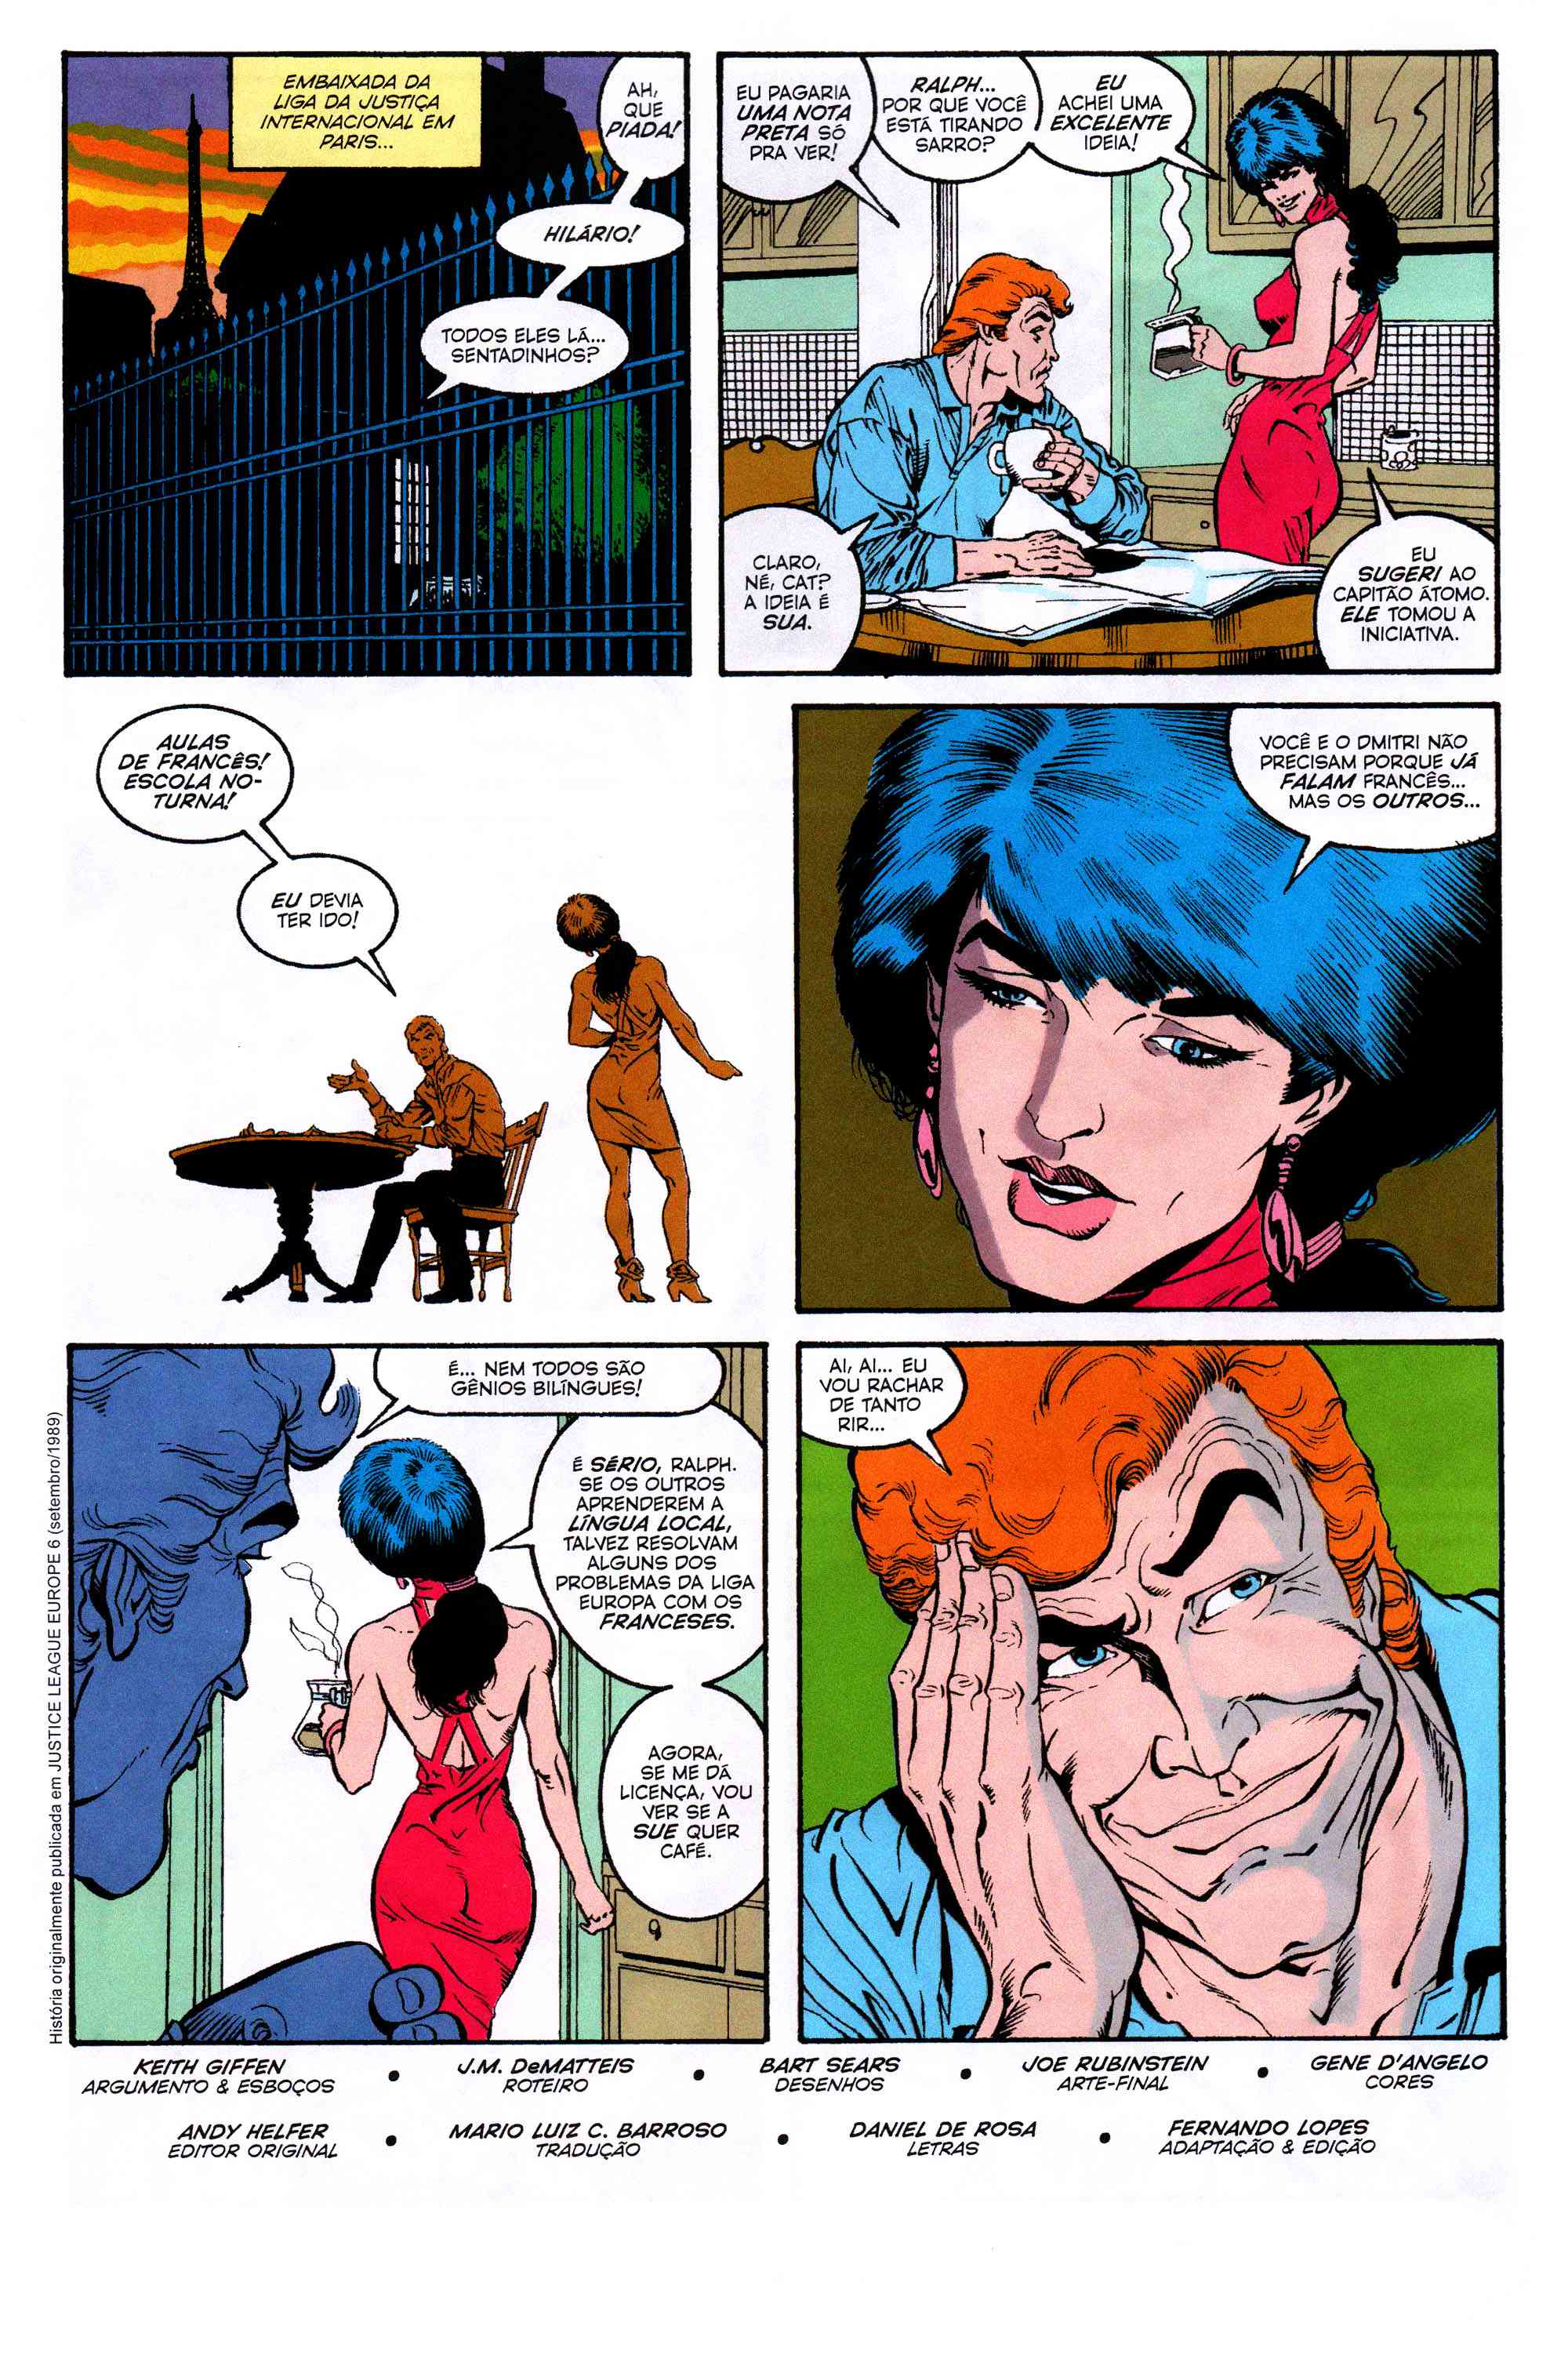 EMBAIXADA DA
LIGA DA JUSTIÇA
INTERNACIONAL EM
PARIS...
AH,
QUE
PIADA!
HILÁRIO!
TODOS ELES LÁ...
SENTADINHOS?
EU PAGARIA
UMA NOTA
PRETA SÓ
PRA VER!
RALPH...
POR QUE VOCÊ
ESTÁ TIRANDO
SARRO?
EU
ACHEI UMA
EXCELENTE
IDEIA!
CLARO,
NÉ, CAT?
A IDEIA É
SUA.
EU
SUGERI AO
CAPITÃO ÁTOMO.
ELE TOMOU A
INICIATIVA.
AULAS
DE FRANCÊS!
ESCOLA NO-
TURNA!
EU DEVIA
TER IDO!
VOCÊ E O DMITRI NÃO
PRECISAM PORQUE JÁ
FALAM FRANCÊS...
MAS OS OUTROS...
É... NEM TODOS SÃO
GÊNIOS BILÍNGUES!
É SÉRIO, RALPH.
SE OS OUTROS
APRENDEREM A
LÍNGUA LOCAL,
TALVEZ RESOLVAM
ALGUNS DOS
PROBLEMAS DA LIGA
EUROPA COM OS
FRANCESES.
AGORA,
SE ME DÁ
LICENÇA, VOU
VER SE A
SUE QUER
CAFÉ.
AI, AI... EU
VOU RACHAR
DE TANTO
RIR...
História originalmente publicada em JUSTICE LEAGUE EUROPE 6 (setembro/1989)
KEITH GIFFEN • J.M. DeMATTEIS • BART SEARS • JOE RUBINSTEIN • GENE D'ANGELO
ARGUMENTO & ESBOÇOS ROTEIRO DESENHOS ARTE-FINAL CORES
ANDY HELFER • MARIO LUIZ C. BARROSO • DANIEL DE ROSA • FERNANDO LOPES
EDITOR ORIGINAL TRADUÇÃO LETRAS ADAPTAÇÃO & EDIÇÃO